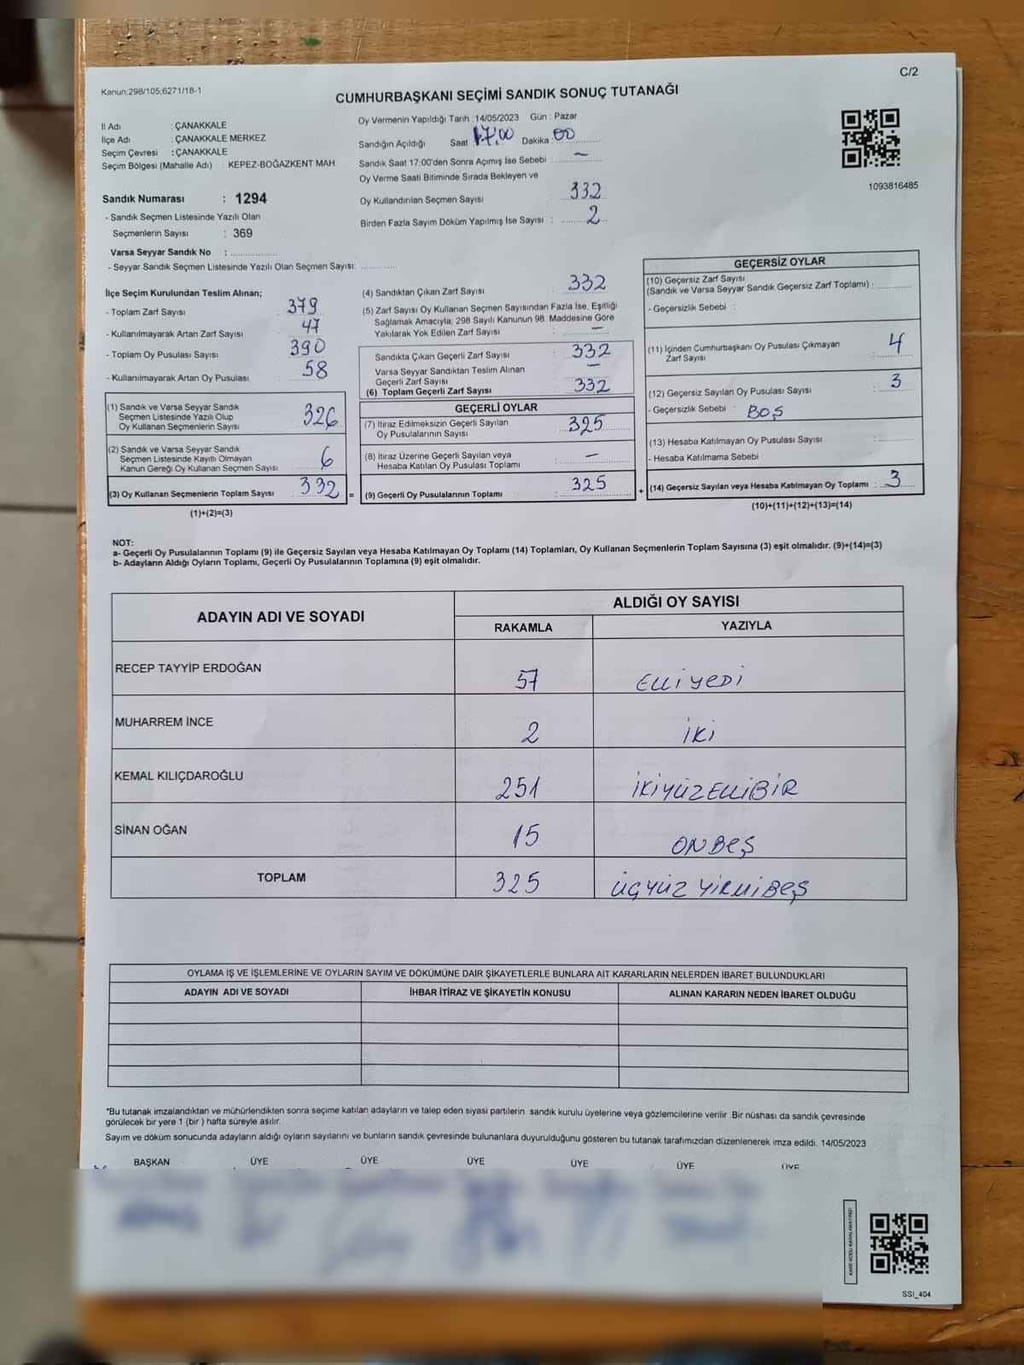 C/2
Kanun:298/105;6271/18-1
CUMHURBAŞKANI SEÇİMİ SANDIK SONUÇ TUTANAĞI
İl Adı : ÇANAKKALE
İlçe Adı : ÇANAKKALE MERKEZ
Seçim Çevresi : ÇANAKKALE
Seçim Bölgesi (Mahalle Adı) : KEPEZ-BOĞAZKENT MAH
Sandık Numarası : 1294
- Sandık Seçmen Listesinde Yazılı Olan
Seçmenlerin Sayısı : 369
Varsa Seyyar Sandık No :
- Seyyar Sandık Seçmen Listesinde Yazılı Olan Seçmen Sayısı:
Oy Vermenin Yapıldığı Tarih :14/05/2023 Gün : Pazar
Sandığın Açıldığı Saat 17.00 Dakika 00
Sandık Saat 17:00'den Sonra Açımış İse Sebebi : -
Oy Verme Saati Bitiminde Sırada Bekleyen ve
Oy Kullandırılan Seçmen Sayısı 332
Birden Fazla Sayım Döküm Yapılmış İse Sayısı : 2
1093816485
İlçe Seçim Kurulundan Teslim Alınan;
- Toplam Zarf Sayısı : 379
- Kullanılmayarak Artan Zarf Sayısı : 47
- Toplam Oy Pusulası Sayısı : 390
- Kullanılmayarak Artan Oy Pusulası : 58
(1) Sandık ve Varsa Seyyar Sandık
Seçmen Listesinde Yazılı Olup
Oy Kullanan Seçmenlerin Sayısı : 326
(2) Sandık ve Varsa Seyyar Sandık
Seçmen Listesinde Kayıtlı Olmayan
Kanun Gereği Oy Kullanan Seçmen Sayısı : 6
(3) Oy Kullanan Seçmenlerin Toplam Sayısı : 332
(1)+(2)=(3)
=
(4) Sandıktan Çıkan Zarf Sayısı : 332
(5) Zarf Sayısı Oy Kullanan Seçmen Sayısından Fazla İse, Eşitliği
Sağlamak Amacıyla; 298 Sayılı Kanunun 98. Maddesine Göre
Yakılarak Yok Edilen Zarf Sayısı : -
Sandıkta Çıkan Geçerli Zarf Sayısı : 332
Varsa Seyyar Sandıktan Teslim Alınan
Geçerli Zarf Sayısı : -
(6) Toplam Geçerli Zarf Sayısı : 332
GEÇERLİ OYLAR
(7) İtiraz Edilmeksizin Geçerli Sayılan
Oy Pusulalarının Sayısı : 325
(8) İtiraz Üzerine Geçerli Sayılan veya
Hesaba Katılan Oy Pusulası Toplamı : -
(9) Geçerli Oy Pusulalarının Toplamı : 325
+
GEÇERSİZ OYLAR
(10) Geçersiz Zarf Sayısı
(Sandık ve Varsa Seyyar Sandık Geçersiz Zarf Toplamı) :
- Geçersizlik Sebebi :
(11) İçinden Cumhurbaşkanı Oy Pusulası Çıkmayan
Zarf Sayısı : 4
(12) Geçersiz Sayılan Oy Pusulası Sayısı : 3
- Geçersizlik Sebebi : BOŞ
(13) Hesaba Katılmayan Oy Pusulası Sayısı :
- Hesaba Katılmama Sebebi :
(14) Geçersiz Sayılan veya Hesaba Katılmayan Oy Toplamı : 3
(10)+(11)+(12)+(13)=(14)
NOT:
a- Geçerli Oy Pusulalarının Toplamı (9) ile Geçersiz Sayılan veya Hesaba Katılmayan Oy Toplamı (14) Toplamları, Oy Kullanan Seçmenlerin Toplam Sayısına (3) eşit olmalıdır. (9)+(14)=(3)
b- Adayların Aldığı Oyların Toplamı, Geçerli Oy Pusulalarının Toplamına (9) eşit olmalıdır.
ADAYIN ADI VE SOYADI ALDIĞI OY SAYISI
RAKAMLA YAZIYLA
RECEP TAYYİP ERDOĞAN 57 ELLİ YEDİ
MUHARREM İNCE 2 İKİ
KEMAL KILIÇDAROĞLU 251 İKİYÜZELLİBİR
SİNAN OĞAN 15 ONBEŞ
TOPLAM 325 ÜÇYÜZ YİRMİBEŞ
OYLAMA İŞ VE İŞLEMLERİNE VE OYLARIN SAYIM VE DÖKÜMÜNE DAİR ŞİKAYETLERLE BUNLARA AİT KARARLARIN NELERDEN İBARET BULUNDUKLARI
ADAYIN ADI VE SOYADI İHBAR İTİRAZ VE ŞİKAYETİN KONUSU ALINAN KARARIN NEDEN İBARET OLDUĞU
*Bu tutanak imzalandıktan ve mühürlendikten sonra seçime katılan adayların ve talep eden siyasi partilerin sandık kurulu üyelerine veya gözlemcilerine verilir. Bir nüshası da sandık çevresinde
görülecek bir yere 1 (bir ) hafta süreyle asılır.
Sayım ve döküm sonucunda adayların aldığı oyların sayılarını ve bunların sandık çevresinde bulunanlara duyurulduğunu gösteren bu tutanak tarafımızdan düzenlenerek imza edildi. 14/05/2023
BAŞKAN ÜYE ÜYE ÜYE ÜYE ÜYE ÜYE
SSI_404